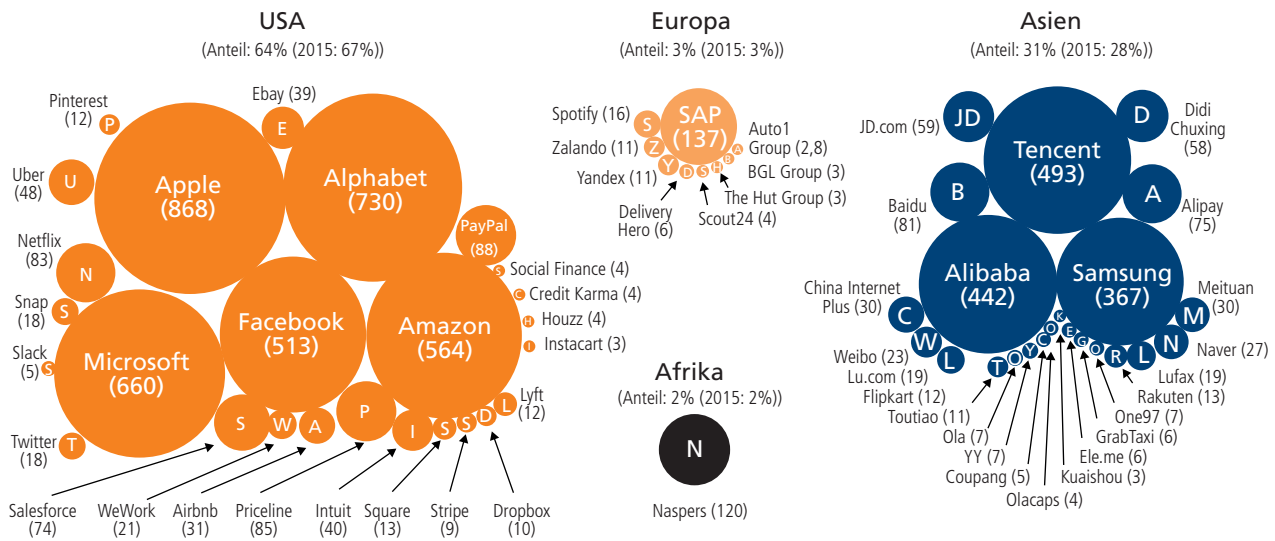 USA
(Anteil: 64% (2015: 67%))
Pinterest
(12)
P
Ebay (39)
E
Uber
(48)
U
Apple
(868)
Alphabet
(730)
Netflix
(83)
N
PayPal
(88)
Snap
(18)
S
S
Social Finance (4)
C
Credit Karma (4)
H
Houzz (4)
I
Instacart (3)
Slack
(5)
S
Microsoft
(660)
Facebook
(513)
Amazon
(564)
Twitter
(18)
T
S
W
A
P
I
S
S
D
L
Lyft
(12)
Salesforce
(74)
WeWork
(21)
Airbnb
(31)
Priceline
(85)
Intuit
(40)
Square
(13)
Stripe
(9)
Dropbox
(10)
Europa
(Anteil: 3% (2015: 3%))
Spotify (16)
S
SAP
(137)
Zalando (11)
Z
Yandex (11)
Y
D
S
H
B
A
Auto1
Group (2,8)
BGL Group (3)
The Hut Group (3)
Scout24 (4)
Delivery
Hero (6)
Afrika
(Anteil: 2% (2015: 2%))
N
Naspers (120)
Asien
(Anteil: 31% (2015: 28%))
JD.com (59)
JD
Tencent
(493)
D
Didi
Chuxing
(58)
Baidu
(81)
B
A
Alipay
(75)
Alibaba
(442)
Samsung
(367)
China Internet
Plus (30)
C
Meituan
(30)
M
Weibo (23)
W
Naver (27)
N
Lu.com (19)
L
Lufax (19)
L
Flipkart (12)
Rakuten (13)
R
Toutiao (11)
T
One97 (7)
O
Ola (7)
O
GrabTaxi (6)
G
YY (7)
Y
Ele.me (6)
E
Coupang (5)
C
Kuaishou (3)
K
Olacaps (4)
O